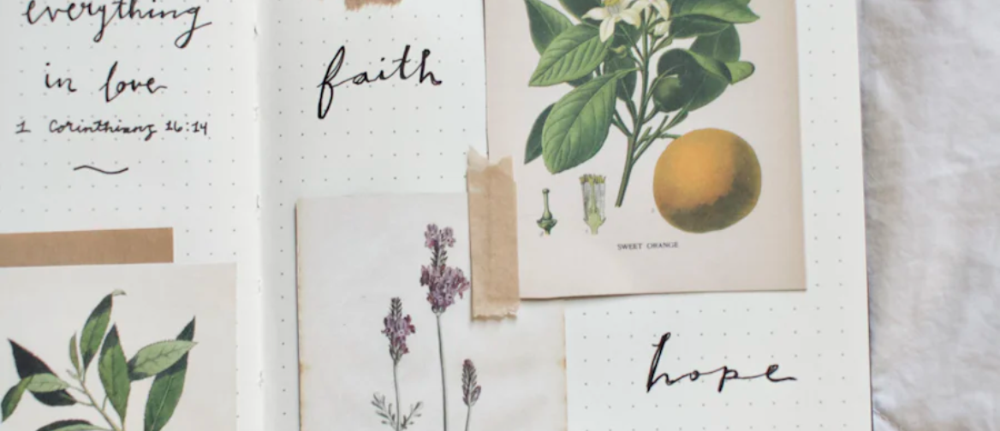 everything
in love
1 Corinthians 16:14
faith
SWEET ORANGE
hope